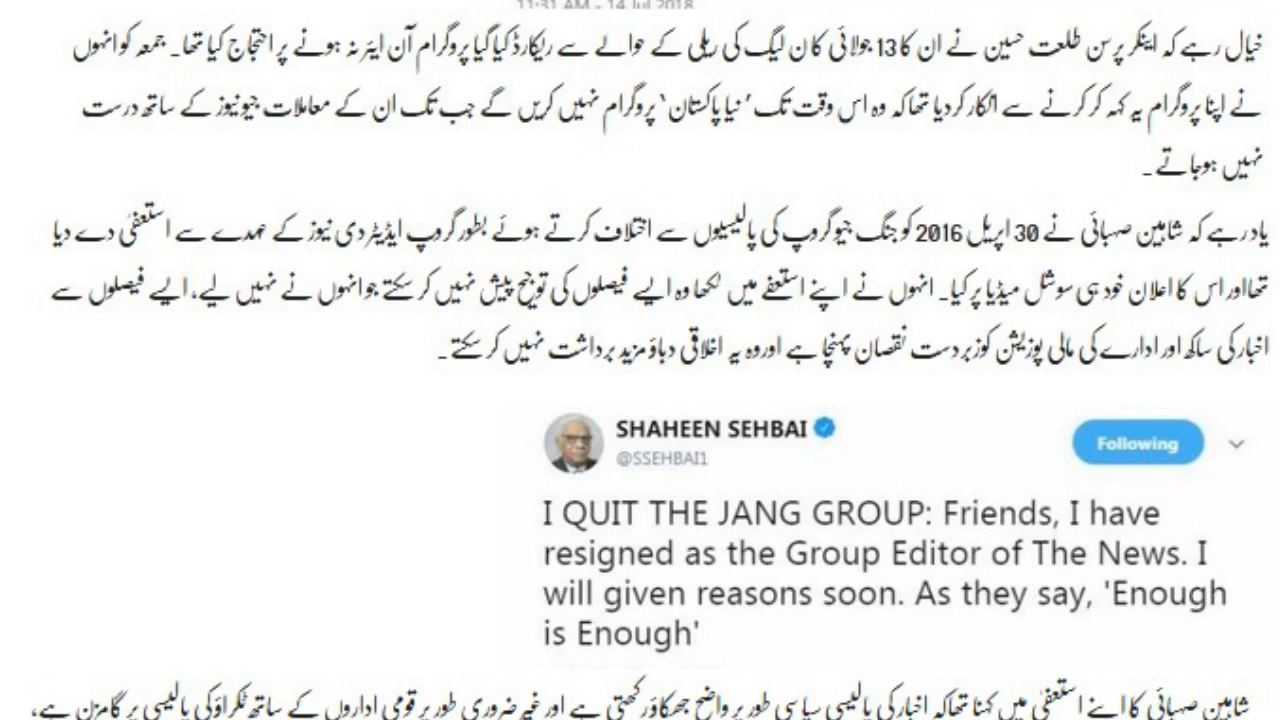 11:31 AM - 14 Jul 2018
خیال رہے کہ اینکر پرسن طلعت حسین نے ان کا 13 جولائی کا ن لیگ کی ریلی کے حوالے سے ریکارڈ کیا گیا پروگرام آن ایئر نہ ہونے پر احتجاج کیا تھا۔ جمعہ کو انہوں
نے اپنا پروگرام یہ کہہ کر کرنے سے انکار کردیا تھا کہ وہ اس وقت تک ’ نیا پاکستان‘ پروگرام نہیں کریں گے جب تک ان کے معاملات جیو نیوز کے ساتھ درست
نہیں ہوجاتے ۔
یاد رہے کہ شاہین صہبائی نے 30 اپریل 2016 کو جنگ جیو گروپ کی پالیسیوں سے اختلاف کرتے ہوئے بطور گروپ ایڈیٹر دی نیوز کے عہدے سے استعفیٰ دے دیا
تھا اور اس کا اعلان خود ہی سوشل میڈیا پر کیا۔ انہوں نے اپنے استعفے میں لکھا وہ ایسے فیصلوں کی توجیح پیش نہیں کر سکتے جو انہوں نے نہیں لیے، ایسے فیصلوں سے
اخبار کی ساکھ اور ادارے کی مالی پوزیشن کو زبردست نقصان پہنچا ہے اور وہ یہ اخلاقی دباؤ مزید برداشت نہیں کر سکتے ۔
SHAHEEN SEHBAI
@SSEHBAI1
Following
I QUIT THE JANG GROUP: Friends, I have
resigned as the Group Editor of The News. I
will given reasons soon. As they say, 'Enough
is Enough'
شاہین صہبائی کا اپنے استعفیٰ میں کہنا تھا کہ اخبار کی پالیسی سیاسی طور پر واضح جھکاؤ رکھتی ہے اور غیر ضروری طور پر قومی اداروں کے ساتھ ٹکراؤ کی پالیسی پر گامزن ہے،